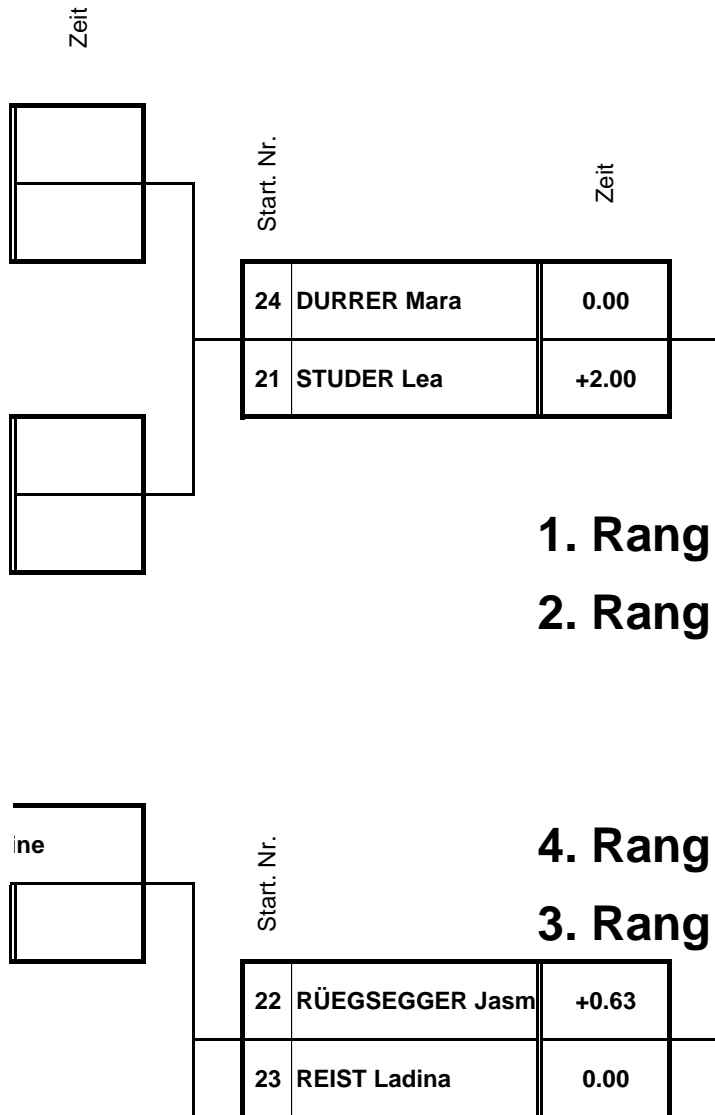 Zeit
Start. Nr.
Zeit
24 DURRER Mara 0.00
21 STUDER Lea +2.00
1. Rang
2. Rang
ine
Start. Nr.
4. Rang
3. Rang
22 RÜEGSEGGER Jasm +0.63
23 REIST Ladina 0.00